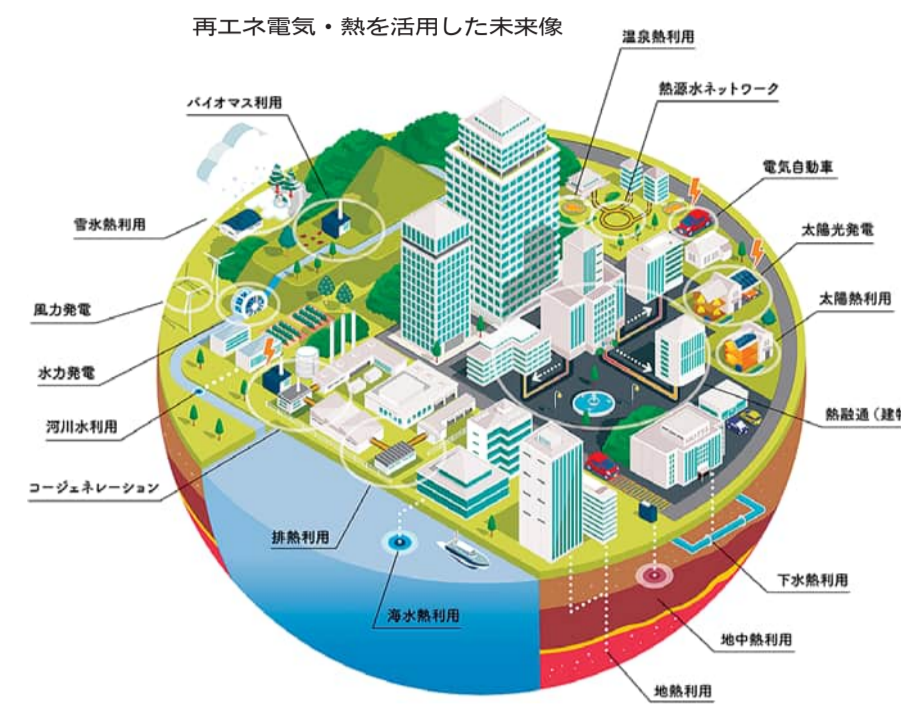 再エネ電気・熱を活用した未来像
温泉熱利用
熱源水ネットワーク
バイオマス利用
電気自動車
雪氷熱利用
太陽光発電
風力発電
太陽熱利用
水力発電
河川水利用
熱融通（建物
コージェネレーション
排熱利用
下水熱利用
海水熱利用
地中熱利用
地熱利用